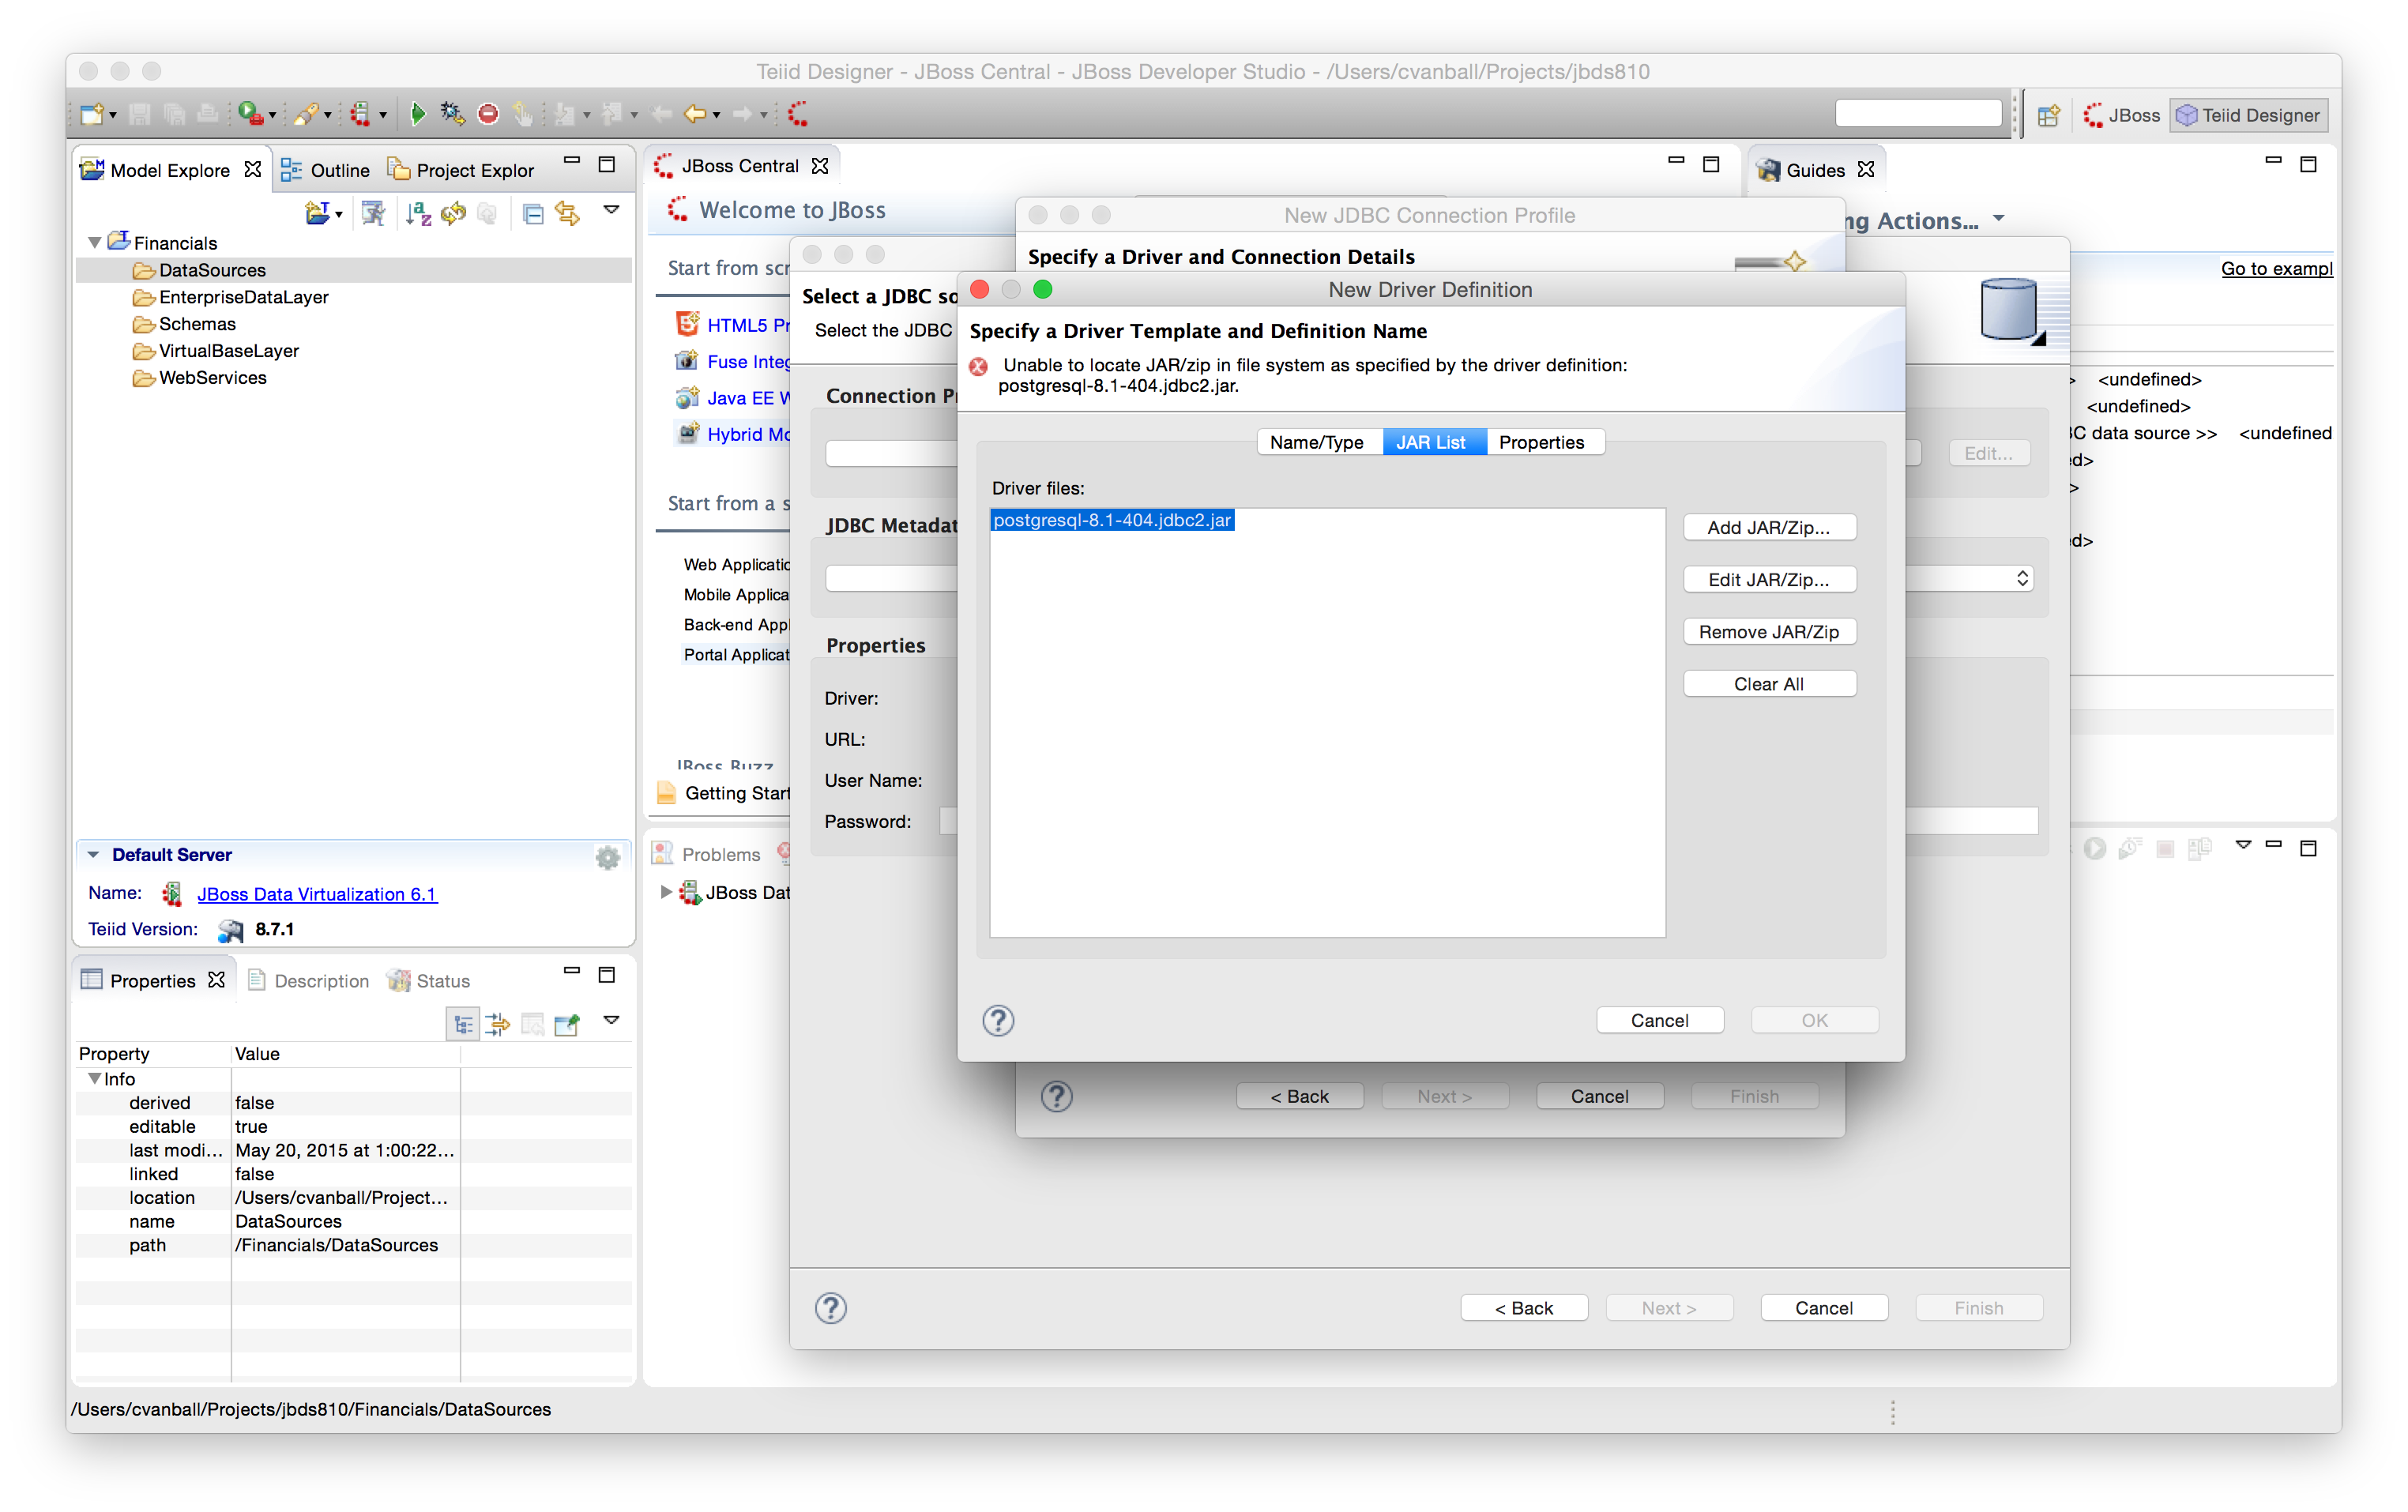 Teiid Designer - JBoss Central - JBoss Developer Studio - /Users/cvanball/Projects/jbds810
JBoss
Teiid Designer
Model Explore
Outline
Project Explor
Financials
DataSources
EnterpriseDataLayer
Schemas
VirtualBaseLayer
WebServices
Default Server
Name: JBoss Data Virtualization 6.1
Teiid Version: 8.7.1
Properties
Description
Status
Property Value
Info
derived false
editable true
last modi... May 20, 2015 at 1:00:22...
linked false
location /Users/cvanball/Project...
name DataSources
path /Financials/DataSources
/Users/cvanball/Projects/jbds810/Financials/DataSources
JBoss Central
Welcome to JBoss
Start from scr
HTML5 Pr
Fuse Integ
Java EE W
Hybrid Mo
Start from a s
Web Applicatio
Mobile Applica
Back-end Appl
Portal Applicat
JBoss Buzz
Getting Start
Problems
JBoss Dat
Guides
ng Actions...
Go to exampl
> <undefined>
<undefined>
BC data source >> <undefined
ed>
>
ed>
Select a JDBC so
Select the JDBC
Connection Pr
Edit...
JDBC Metadat
Properties
Driver:
URL:
User Name:
Password:
< Back
Next >
Cancel
Finish
New JDBC Connection Profile
Specify a Driver and Connection Details
< Back
Next >
Cancel
Finish
New Driver Definition
Specify a Driver Template and Definition Name
Unable to locate JAR/zip in file system as specified by the driver definition:
postgresql-8.1-404.jdbc2.jar.
Name/Type
JAR List
Properties
Driver files:
postgresql-8.1-404.jdbc2.jar
Add JAR/Zip...
Edit JAR/Zip...
Remove JAR/Zip
Clear All
Cancel
OK